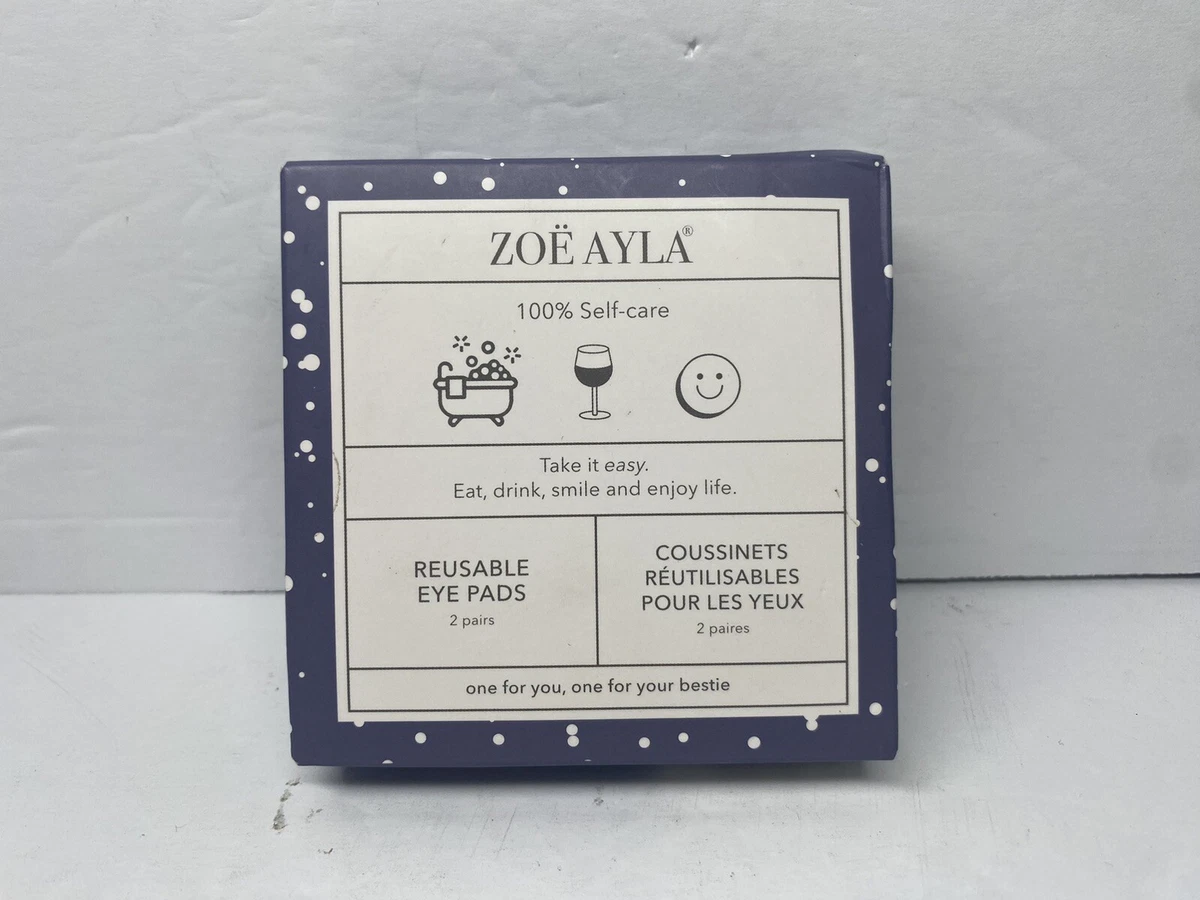 ZOË AYLA®
100% Self-care
Take it easy.
Eat, drink, smile and enjoy life.
REUSABLE
EYE PADS
2 pairs
COUSSINETS
RÉUTILISABLES
POUR LES YEUX
2 paires
one for you, one for your bestie